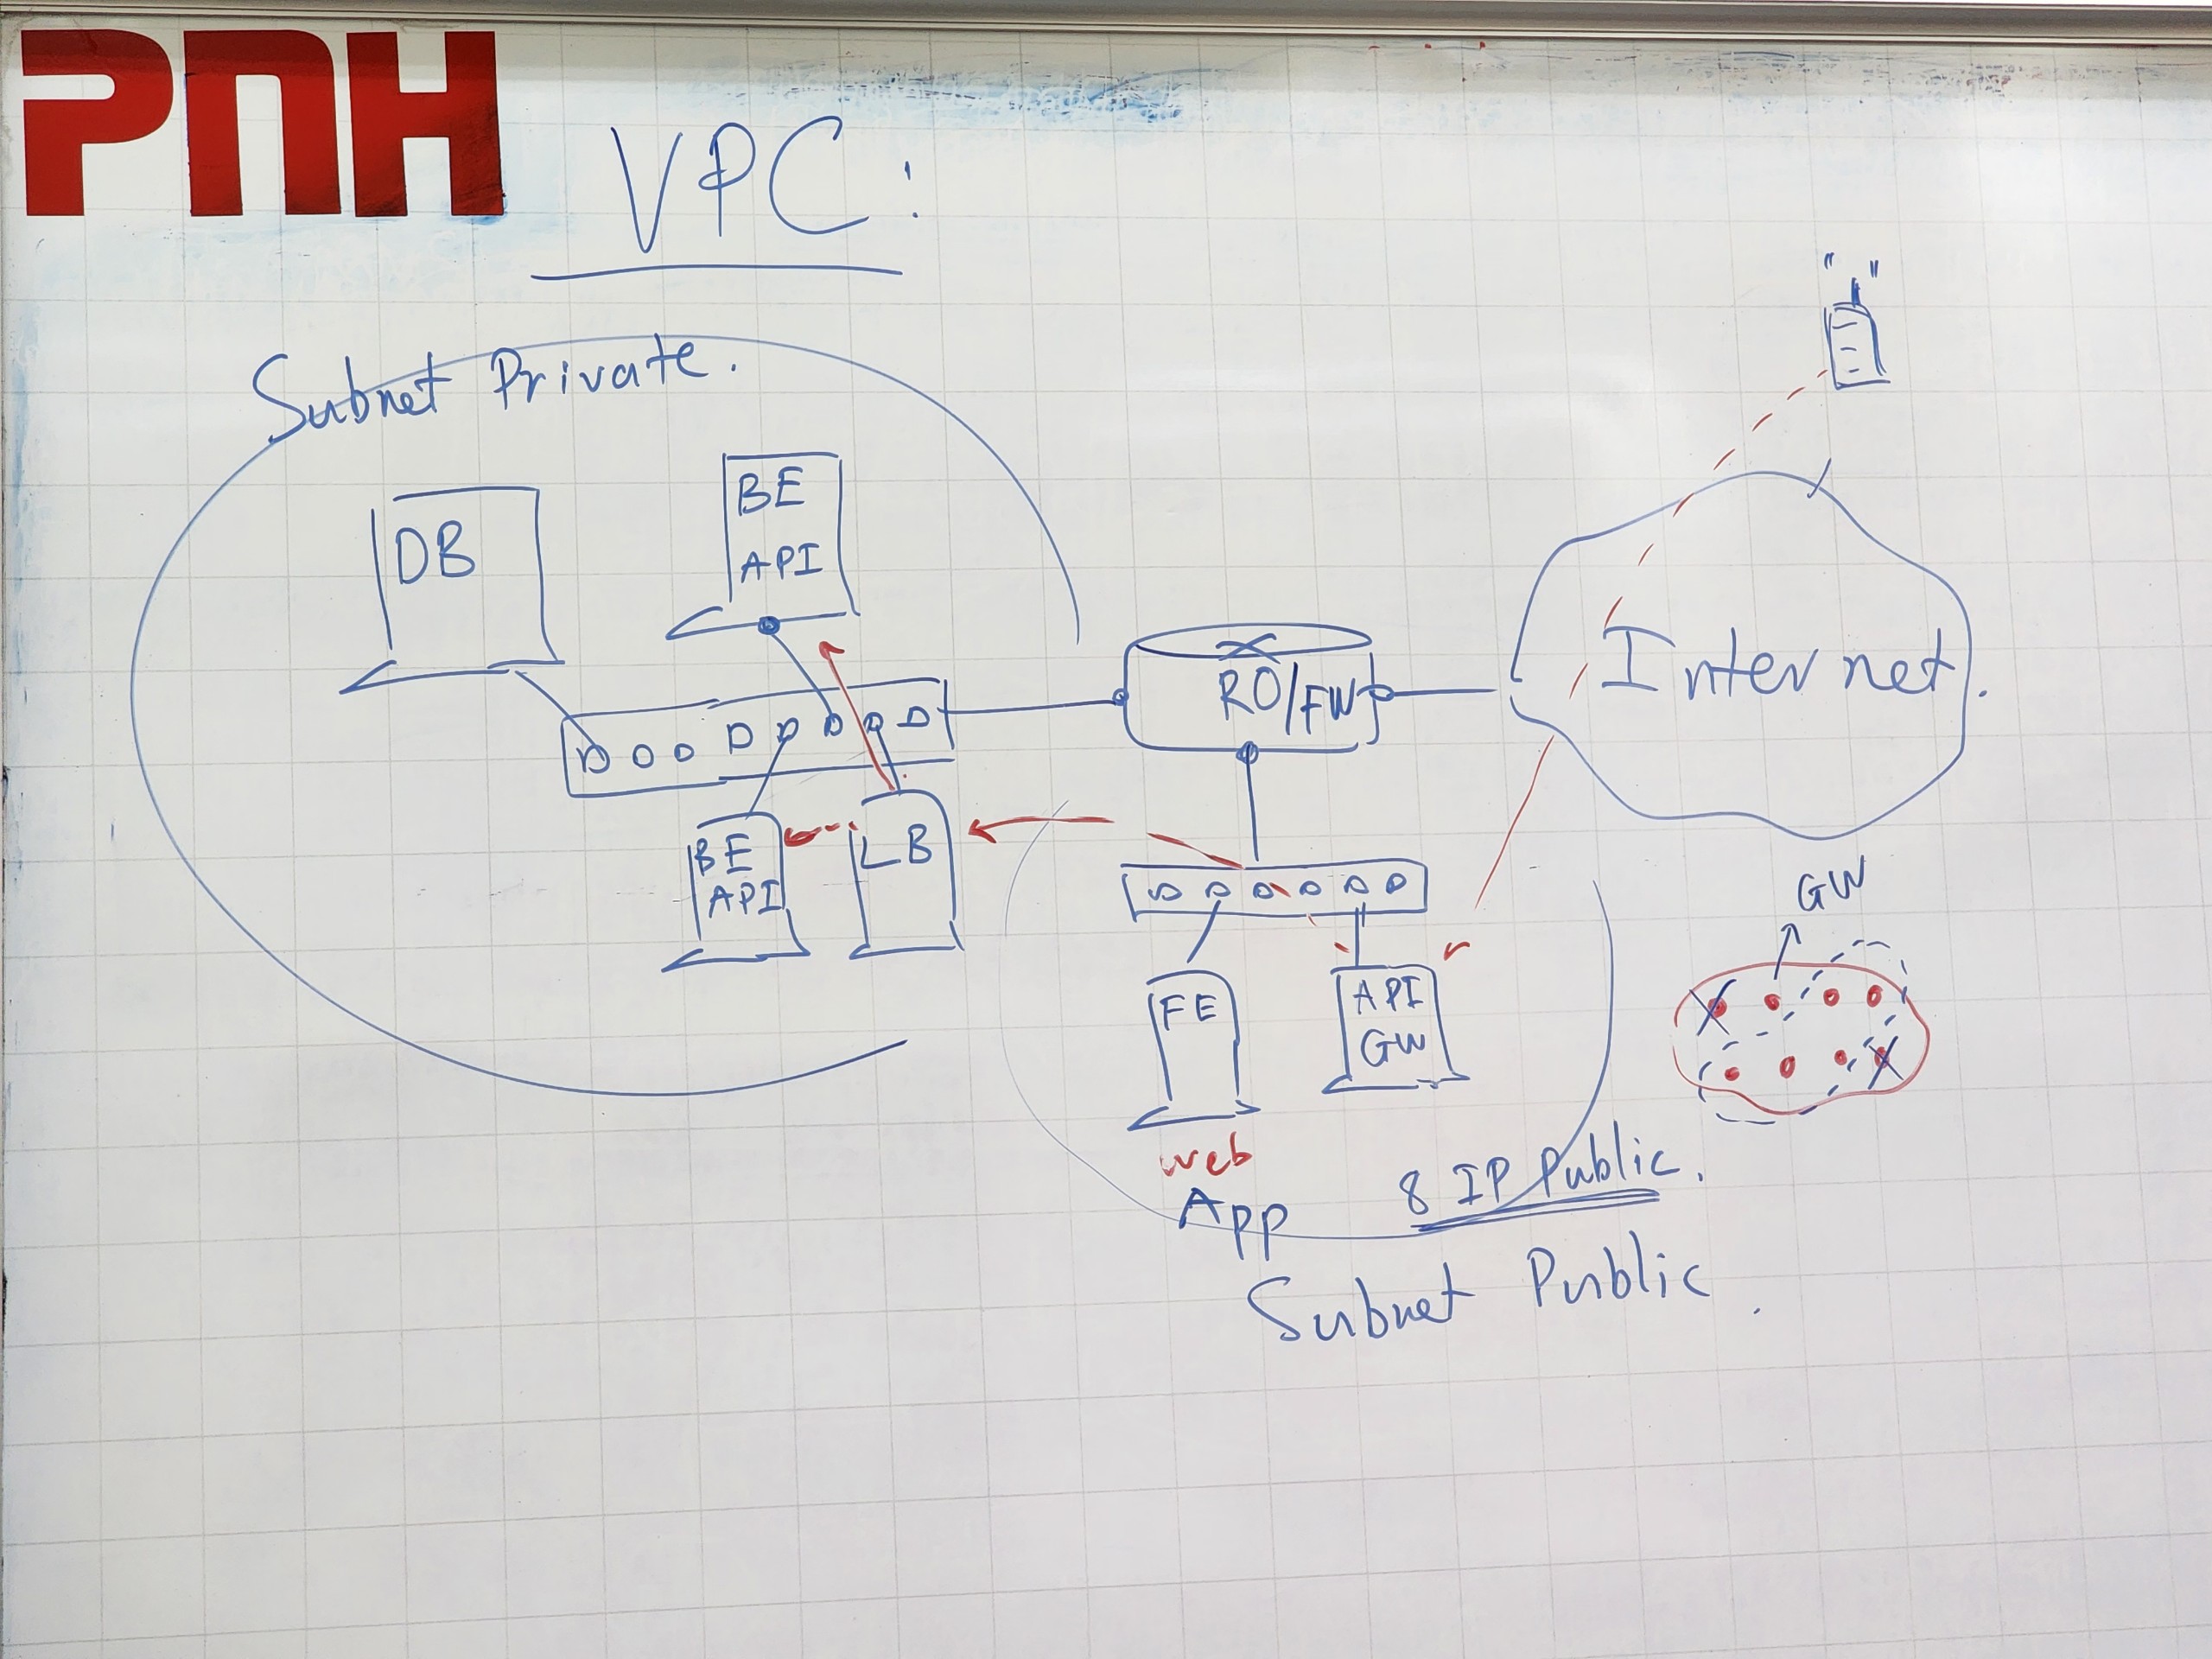 PNH
VPC:
Subnet Private.
DB
BE
API
RO/FW
Internet.
BE
API
LB
GW
FE
API
GW
web
App
8 IP Public.
Subnet Public.